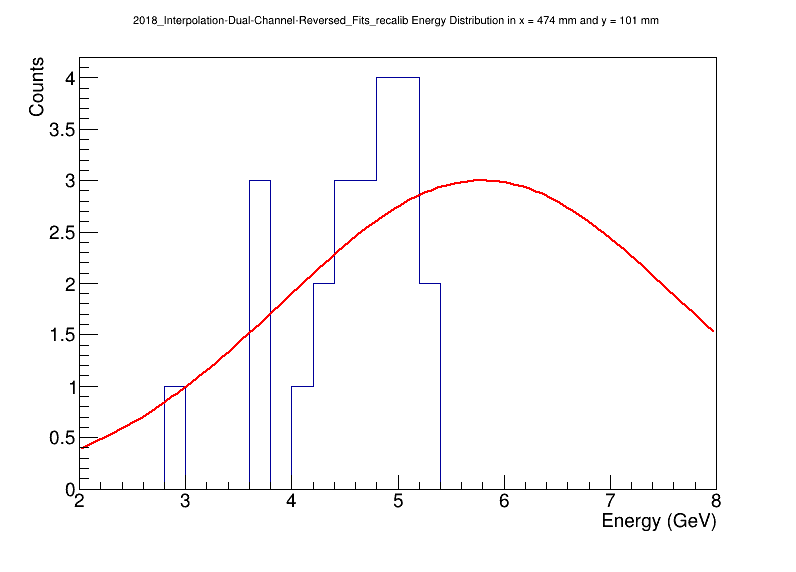 2018_Interpolation-Dual-Channel-Reversed_Fits_recalib Energy Distribution in x = 474 mm and y = 101 mm
Counts
4
3.5
3
2.5
2
1.5
1
0.5
0
2 3 4 5 6 7 8
Energy (GeV)